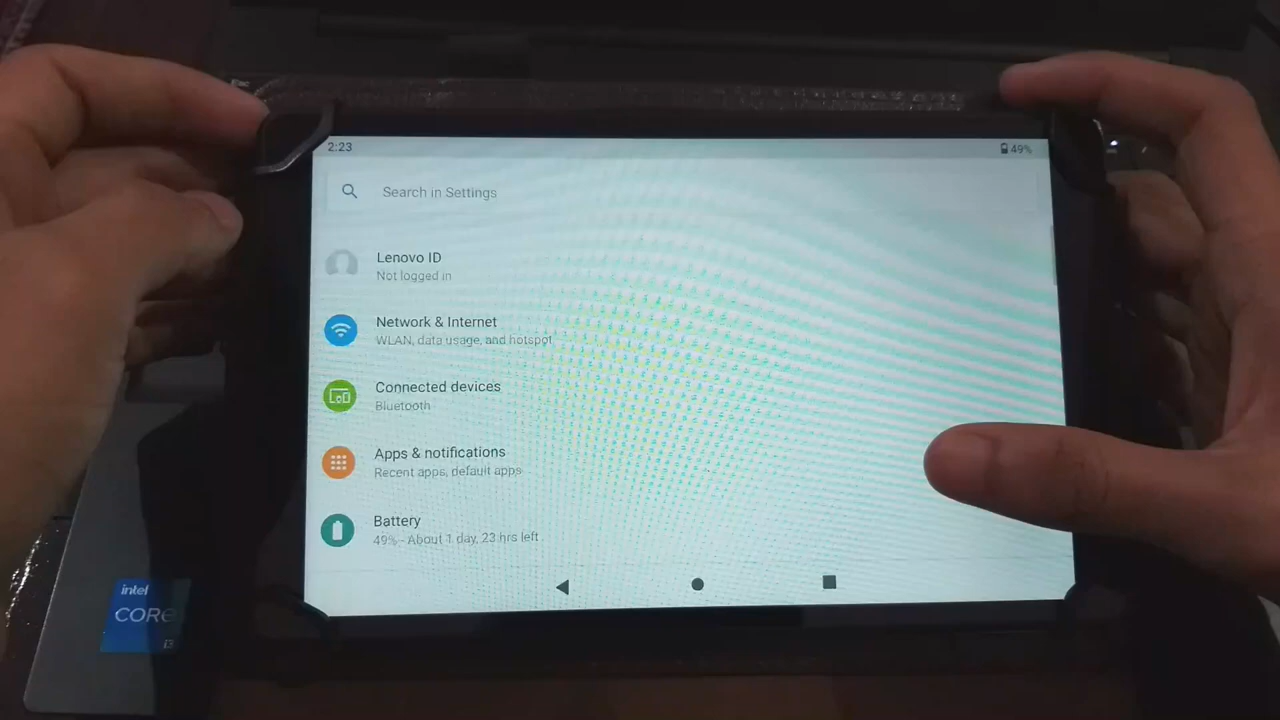 2:23
49%
Search in Settings
Lenovo ID
Not logged in
Network & Internet
WLAN, data usage, and hotspot
Connected devices
Bluetooth
Apps & notifications
Recent apps, default apps
Battery
49% - About 1 day, 23 hrs left
intel
CORE
i3